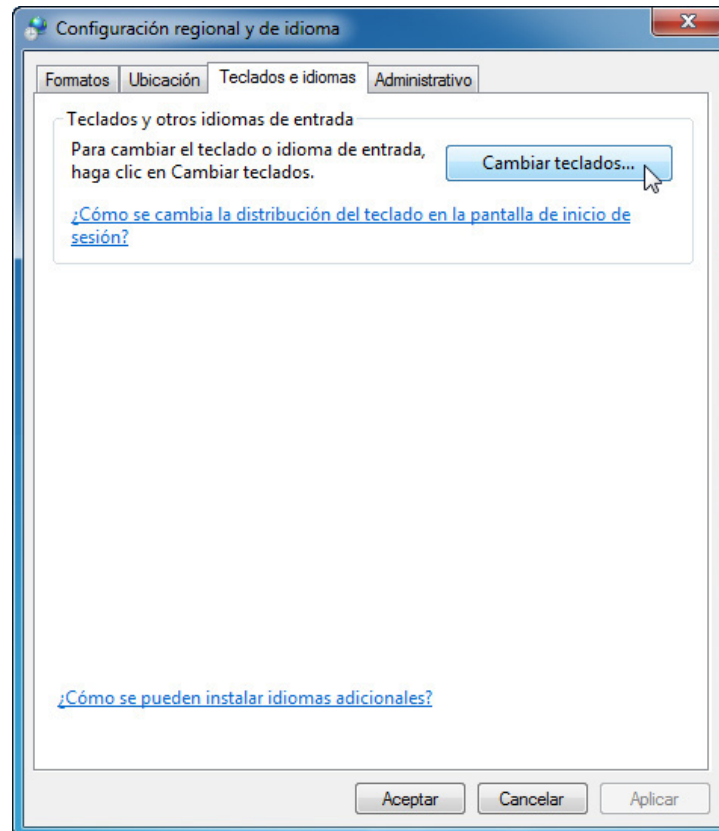 Configuración regional y de idioma
Formatos Ubicación Teclados e idiomas Administrativo
Teclados y otros idiomas de entrada
Para cambiar el teclado o idioma de entrada,
haga clic en Cambiar teclados.
Cambiar teclados...
¿Cómo se cambia la distribución del teclado en la pantalla de inicio de
sesión?
¿Cómo se pueden instalar idiomas adicionales?
Aceptar Cancelar Aplicar